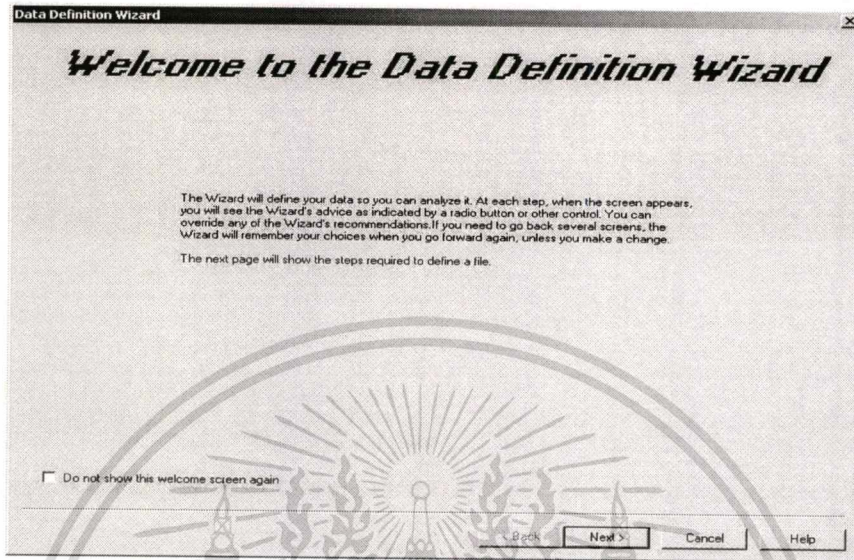 Data Definition Wizard
Welcome to the Data Definition Wizard
The Wizard will define your data so you can analyze it. At each step, when the screen appears,
you will see the Wizard's advice as indicated by a radio button or other control. You can
override any of the Wizard's recommendations.If you need to go back several screens, the
Wizard will remember your choices when you go forward again, unless you make a change.
The next page will show the steps required to define a file.
Do not show this welcome screen again
< Back
Next >
Cancel
Help